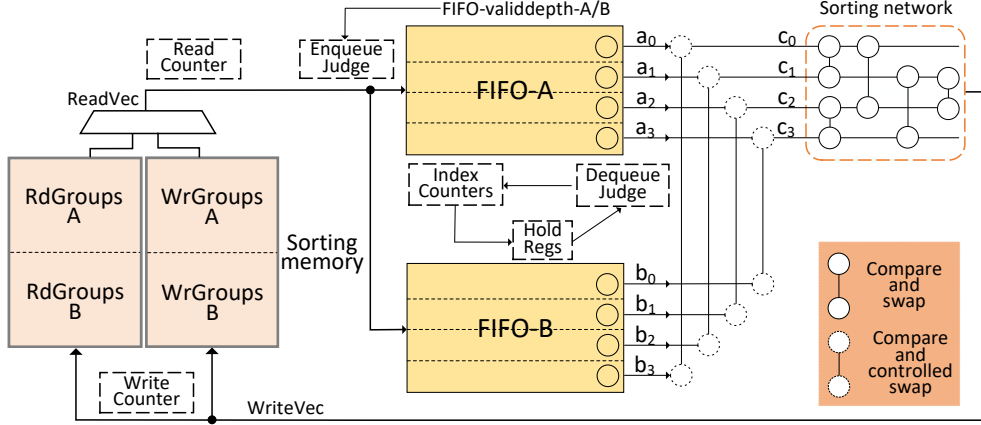 FIFO-validdepth-A/B
Sorting network
Read
Counter
Enqueue
Judge
ReadVec
FIFO-A
a0
a1
a2
a3
c0
c1
c2
c3
RdGroups
A
WrGroups
A
RdGroups
B
WrGroups
B
Sorting
memory
Index
Counters
Dequeue
Judge
Hold
Regs
FIFO-B
b0
b1
b2
b3
Compare
and
swap
Compare
and
controlled
swap
Write
Counter
WriteVec